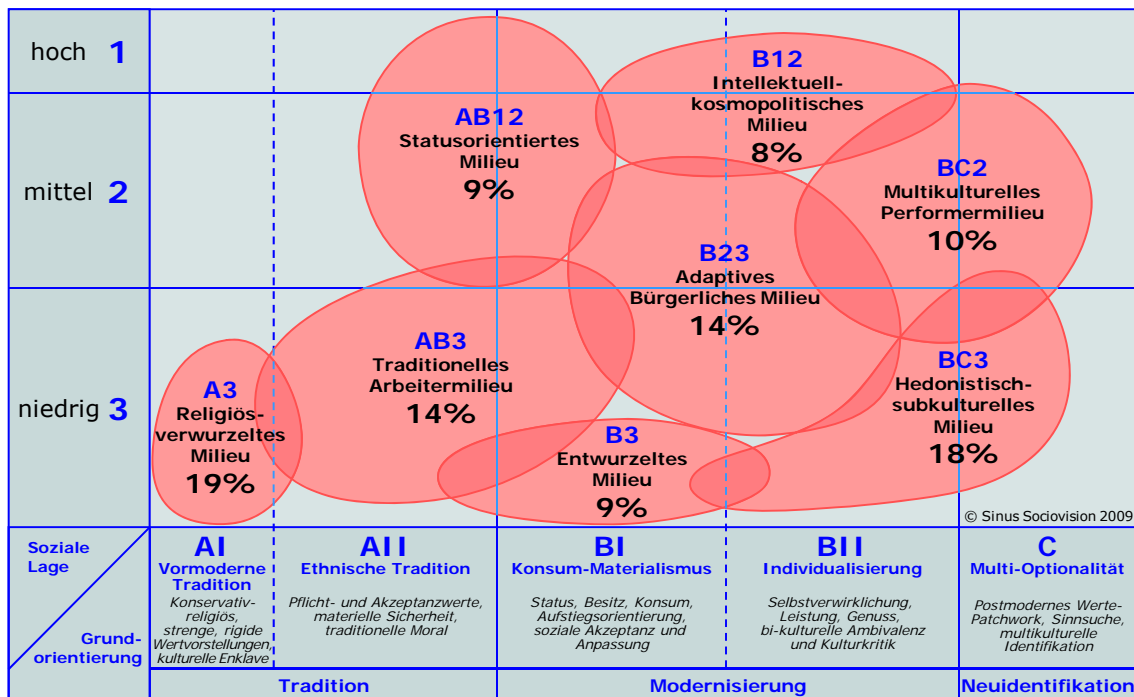 hoch 1
mittel 2
niedrig 3
B12
Intellektuell-
kosmopolitisches
Milieu
8%
AB12
Statusorientiertes
Milieu
9%
BC2
Multikulturelles
Performermilieu
10%
B23
Adaptives
Bürgerliches Milieu
14%
AB3
Traditionelles
Arbeitermilieu
14%
A3
Religiös-
verwurzeltes
Milieu
19%
B3
Entwurzeltes
Milieu
9%
BC3
Hedonistisch-
subkulturelles
Milieu
18%
© Sinus Sociovision 2009
Soziale
Lage
Grund-
orientierung
AI
Vormoderne
Tradition
Konservativ-
religiös,
strenge, rigide
Wertvorstellungen,
kulturelle Enklave
AII
Ethnische Tradition
Pflicht- und Akzeptanzwerte,
materielle Sicherheit,
traditionelle Moral
BI
Konsum-Materialismus
Status, Besitz, Konsum,
Aufstiegsorientierung,
soziale Akzeptanz und
Anpassung
BII
Individualisierung
Selbstverwirklichung,
Leistung, Genuss,
bi-kulturelle Ambivalenz
und Kulturkritik
C
Multi-Optionalität
Postmodernes Werte-
Patchwork, Sinnsuche,
multikulturelle
Identifikation
Tradition
Modernisierung
Neuidentifikation